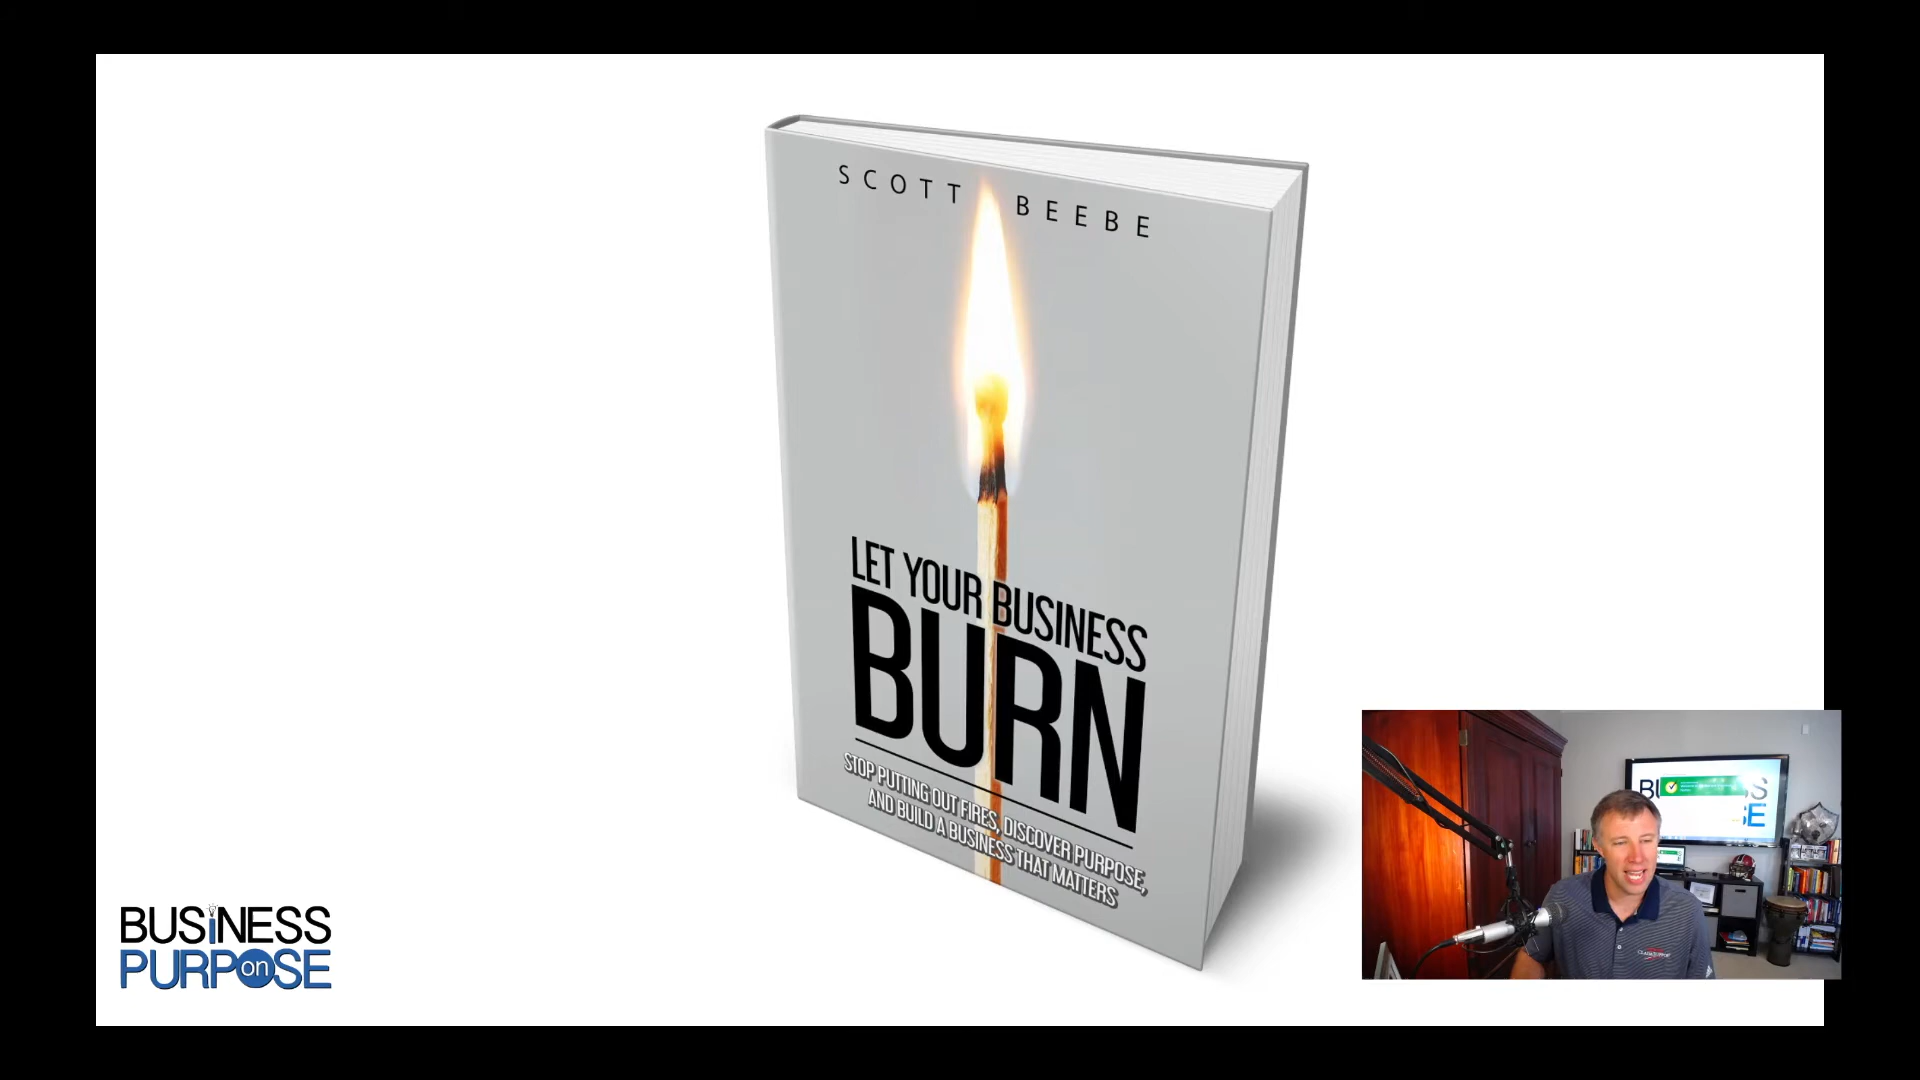 SCOTT BEEBE
LET YOUR BUSINESS
BURN
STOP PUTTING OUT FIRES, DISCOVER PURPOSE,
AND BUILD A BUSINESS THAT MATTERS
BUSINESS
PURPOSE
on